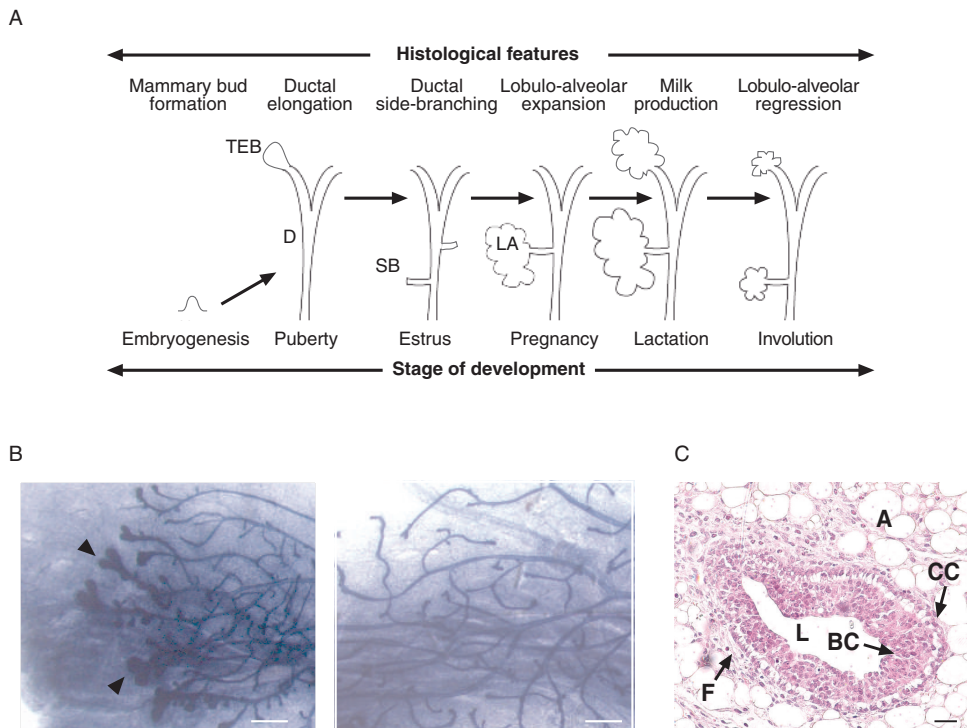 A
Histological features
Mammary bud formation
Ductal elongation
Ductal side-branching
Lobulo-alveolar expansion
Milk production
Lobulo-alveolar regression
TEB
D
SB
LA
Embryogenesis
Puberty
Estrus
Pregnancy
Lactation
Involution
Stage of development
B
C
A
CC
L
BC
F